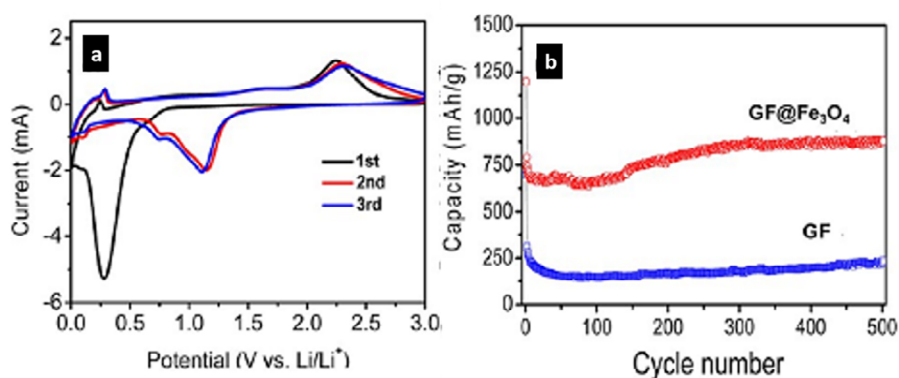 a
2
0
-2
-4
-6
Current (mA)
1st
2nd
3rd
0.0 0.5 1.0 1.5 2.0 2.5 3.0
Potential (V vs. Li/Li⁺)
b
1500
1250
1000
750
500
250
0
Capacity (mAh/g)
GF@Fe₃O₄
GF
0 100 200 300 400 500
Cycle number